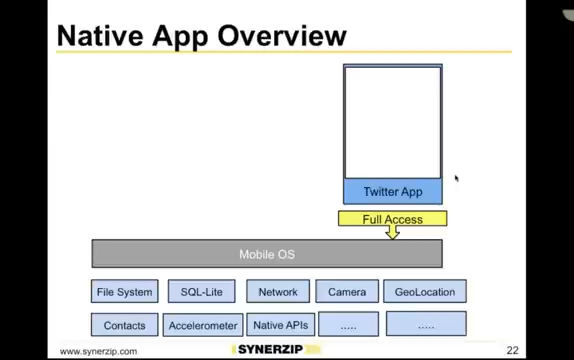 Native App Overview
Twitter App
Full Access
Mobile OS
File System
SQL-Lite
Network
Camera
GeoLocation
Contacts
Accelerometer
Native APIs
.....
.....
www.synerzip.com
SYNERZIP
22